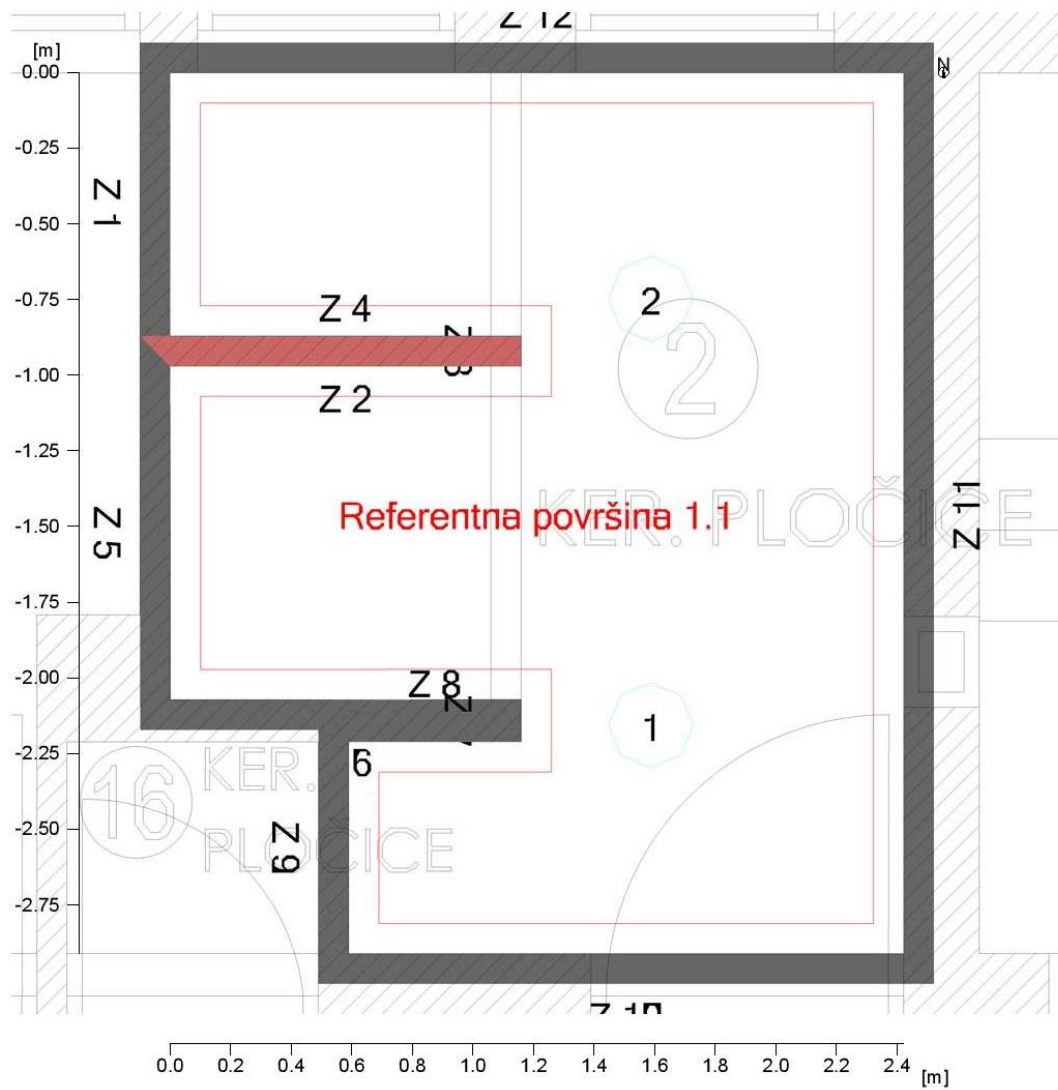 Z 12
[m]
N
0.00
-0.25
-0.50
-0.75
-1.00
-1.25
-1.50
-1.75
-2.00
-2.25
-2.50
-2.75
Z 1
Z 4
2
2
Z 2
Referentna površina 1.1
KER. PLOČICE
Z 11
Z 5
Z 8
1
6
16
KER.
PLOČICE
Z 9
0.0 0.2 0.4 0.6 0.8 1.0 1.2 1.4 1.6 1.8 2.0 2.2 2.4
[m]